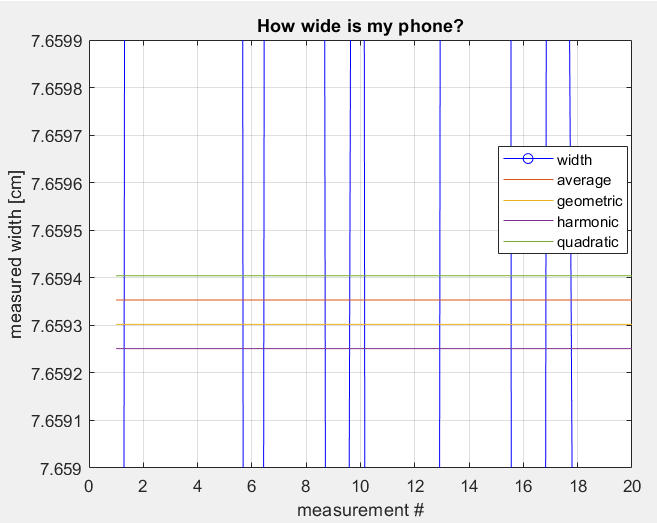 How wide is my phone?
7.6599
7.6598
7.6597
7.6596
7.6595
7.6594
7.6593
7.6592
7.6591
7.659
measured width [cm]
width
average
geometric
harmonic
quadratic
0 2 4 6 8 10 12 14 16 18 20
measurement #